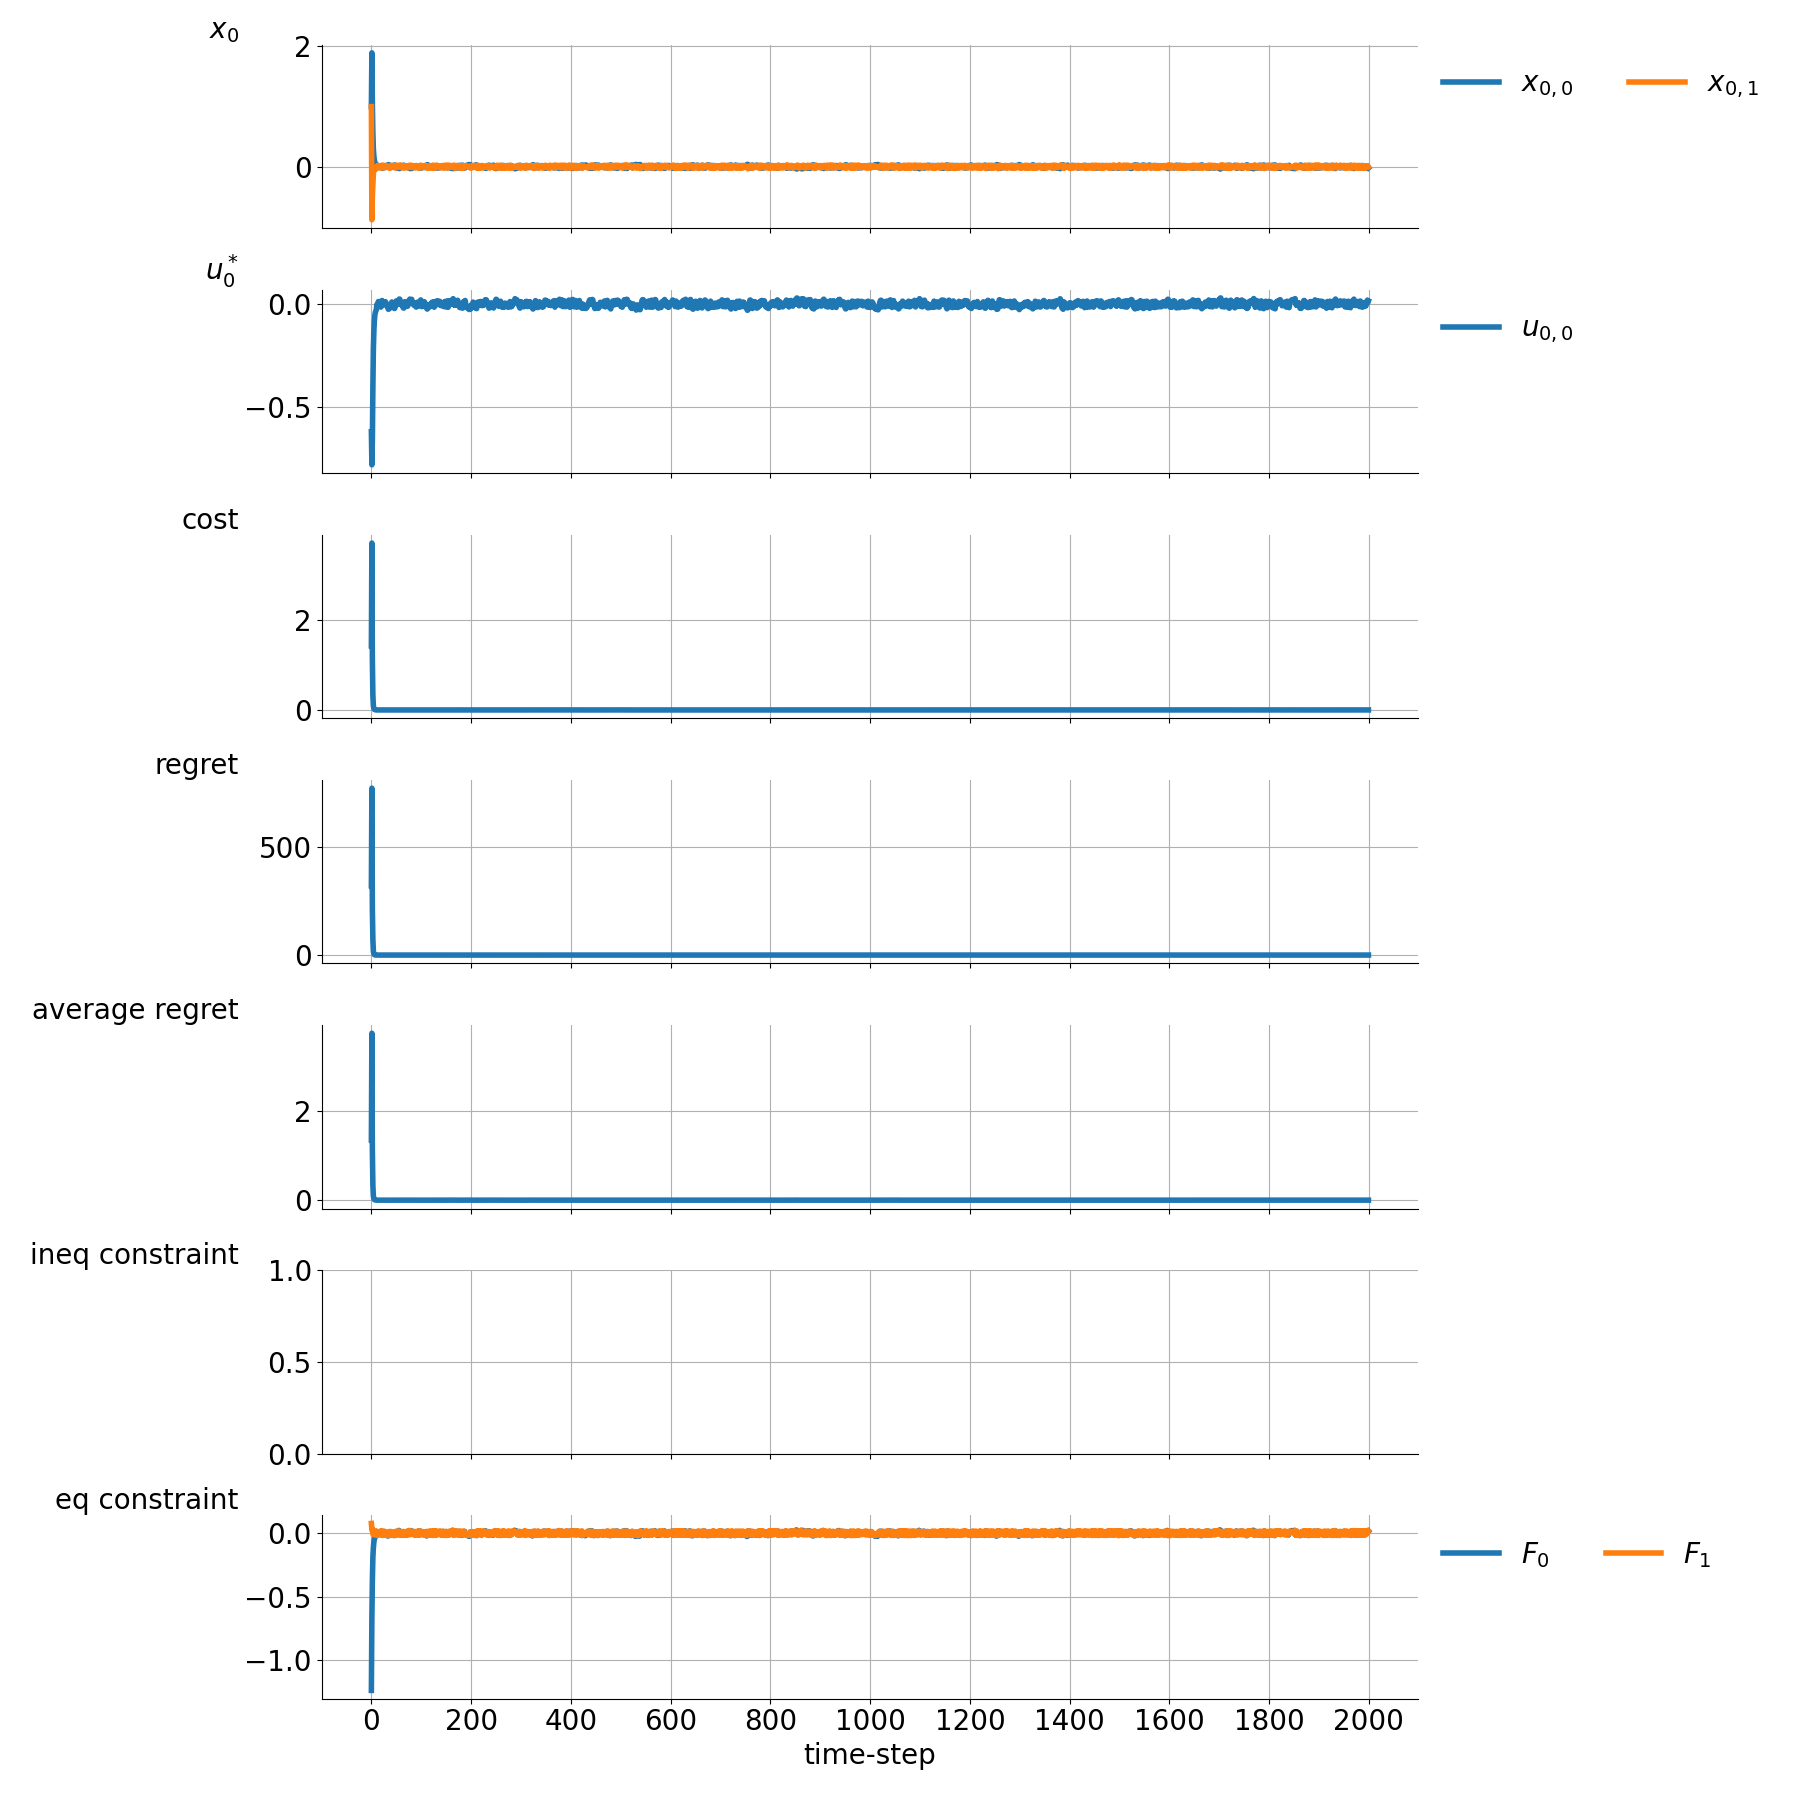 x₀
2
0
x₀,₀ x₀,₁
u₀*
0.0
−0.5
u₀,₀
cost
2
0
regret
500
0
average regret
2
0
ineq constraint
1.0
0.5
0.0
eq constraint
0.0
−0.5
−1.0
F₀ F₁
0 200 400 600 800 1000 1200 1400 1600 1800 2000
time-step